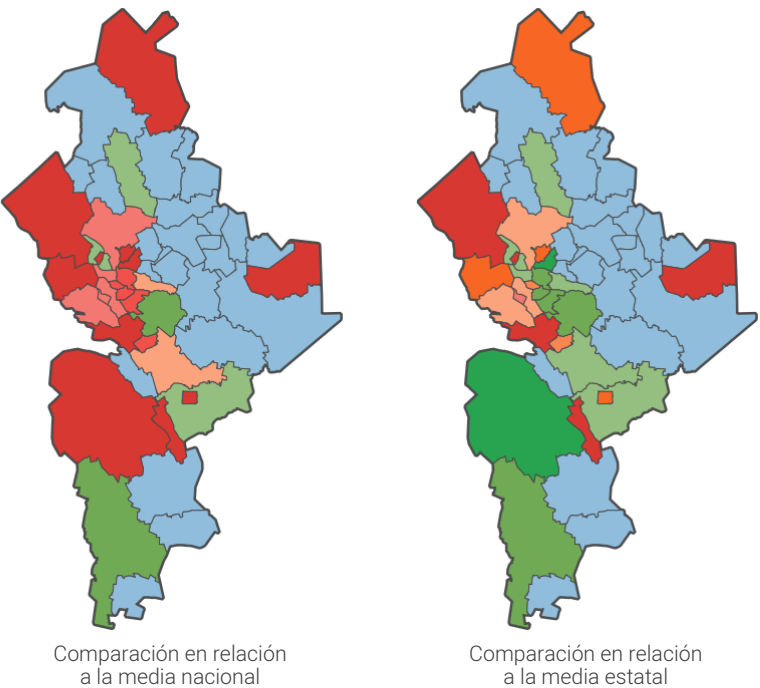 Comparación en relación
a la media nacional
Comparación en relación
a la media estatal